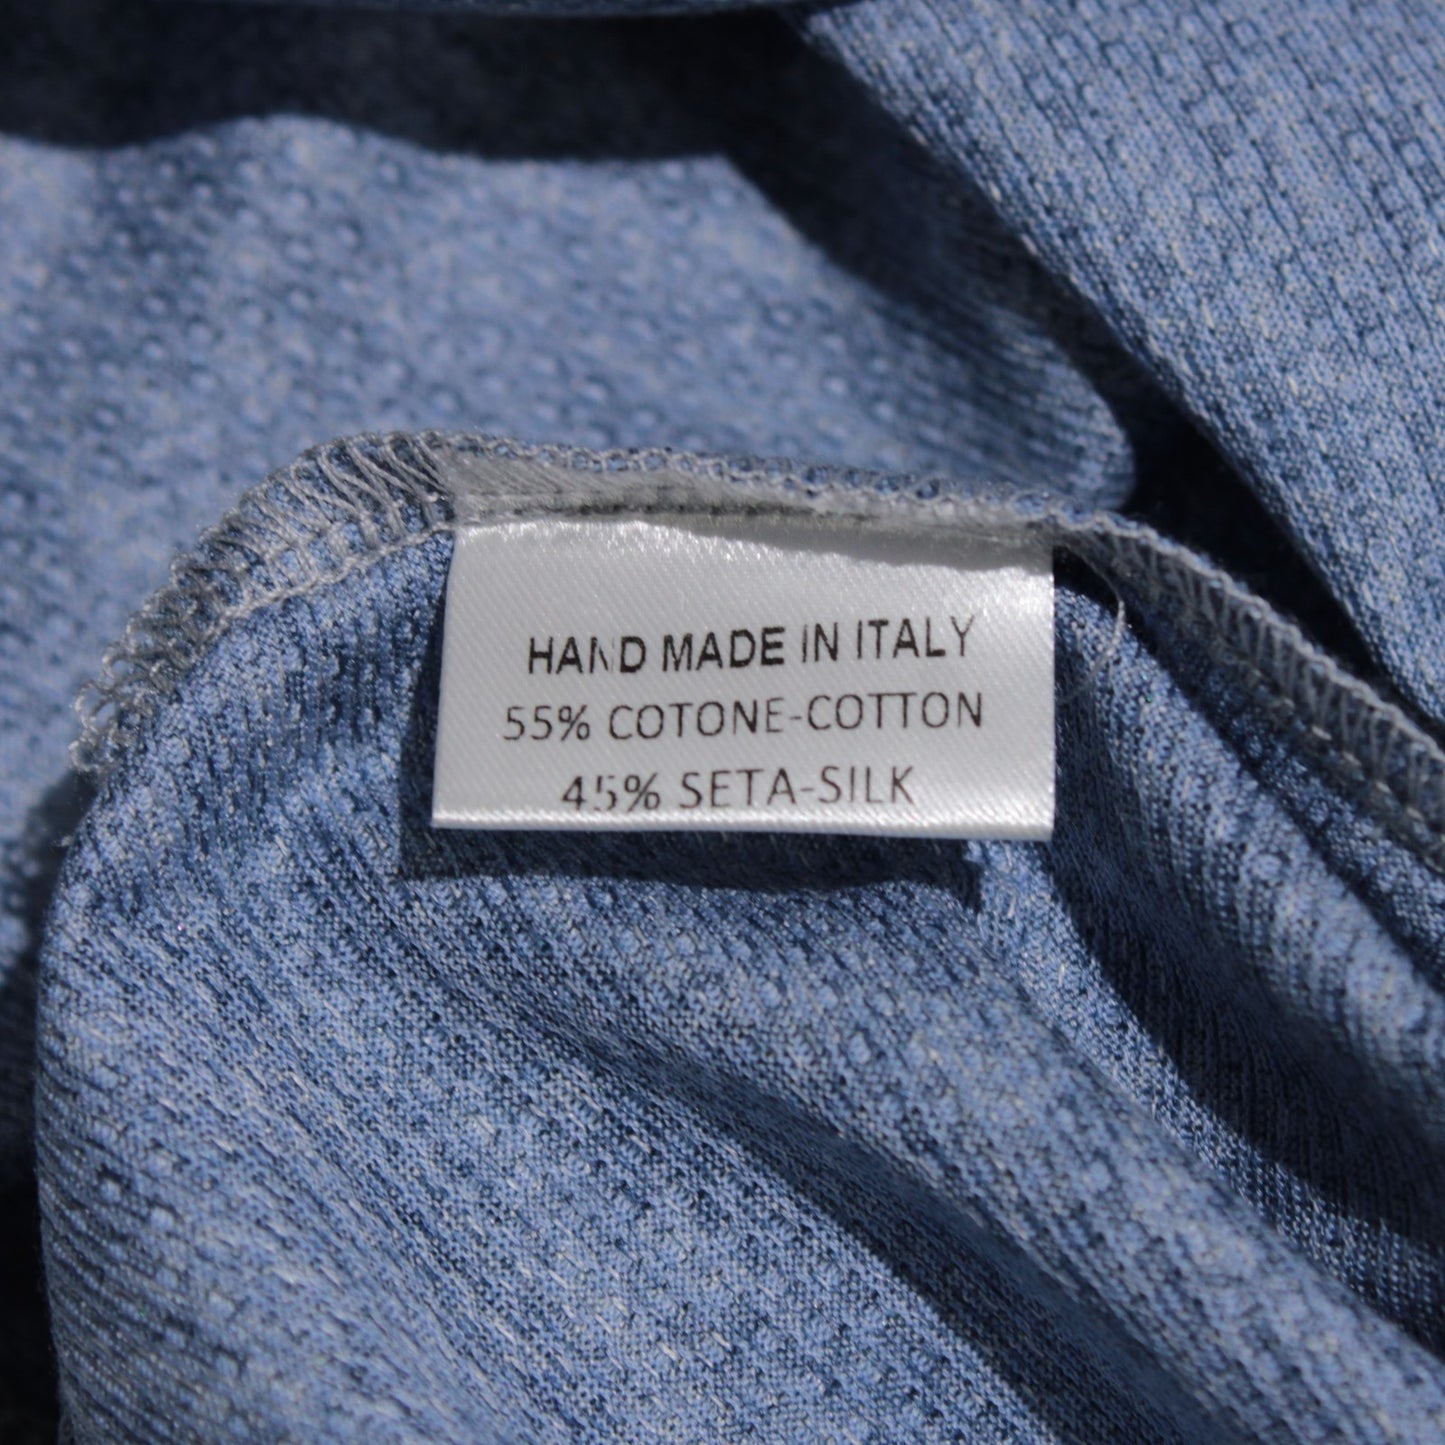 HAND MADE IN ITALY
55% COTONE-COTTON
45% SETA-SILK